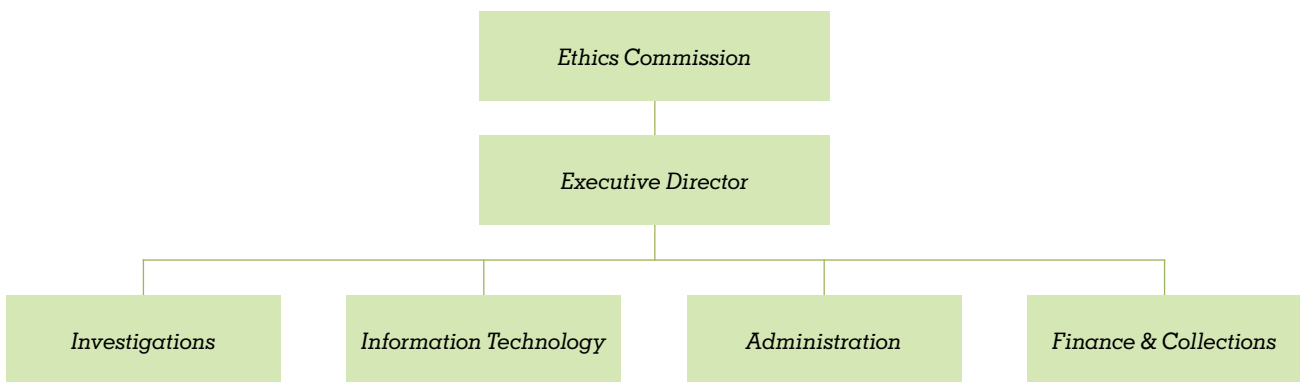 Ethics Commission
Executive Director
Investigations
Information Technology
Administration
Finance & Collections